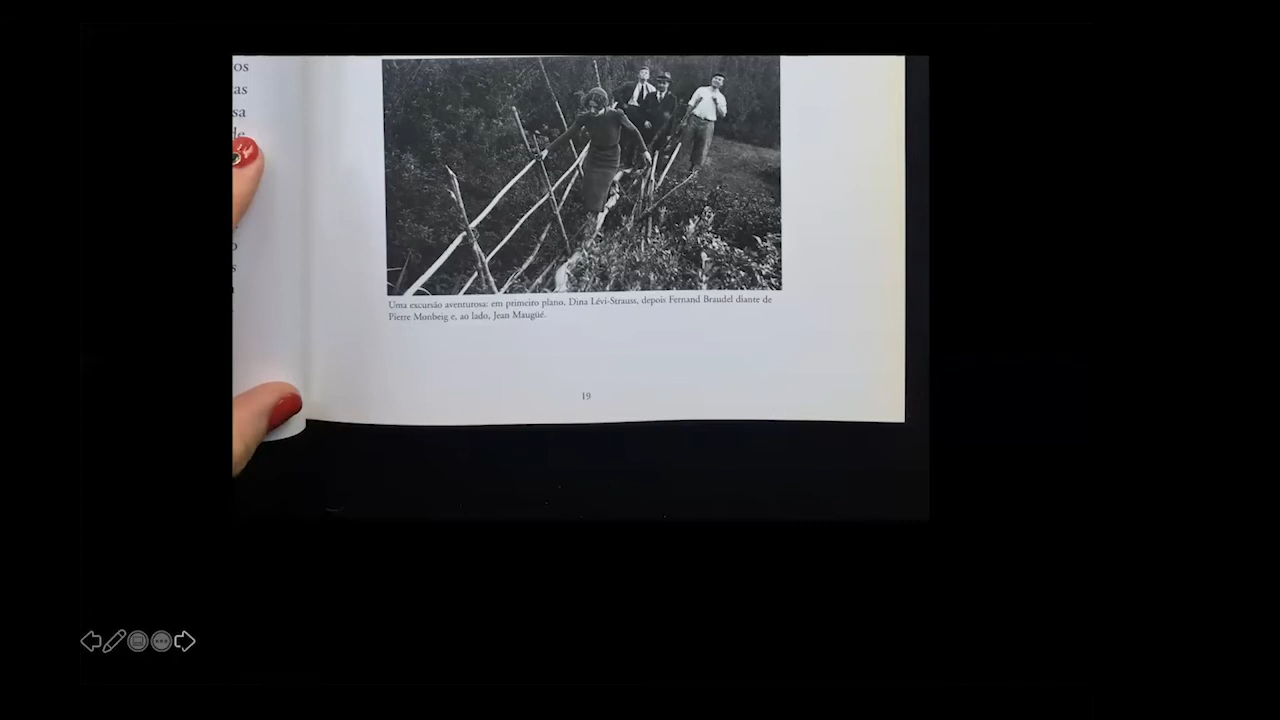 os
as
sa
de
o
s
Uma excursão aventurosa: em primeiro plano, Dina Lévi-Strauss, depois Fernand Braudel diante de
Pierre Monbeig e, ao lado, Jean Maugüé.
19